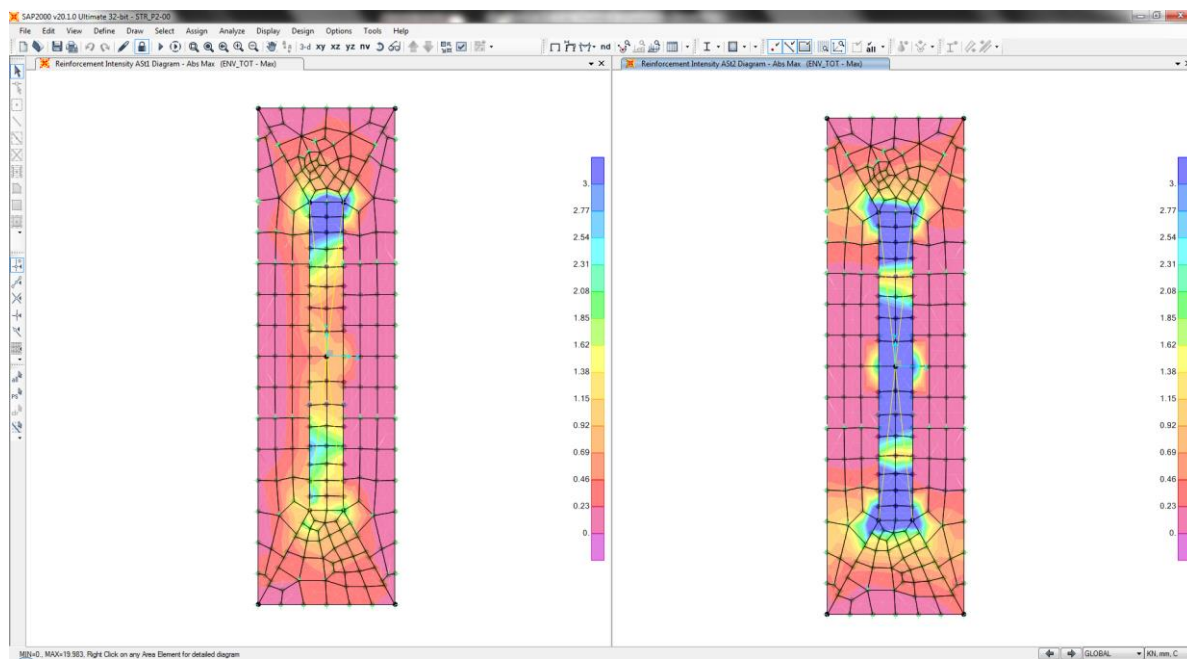 SAP2000 v20.1.0 Ultimate 32-bit - STR_P2-00
File Edit View Define Draw Select Assign Analyze Display Design Options Tools Help
3-d xy xz yz nv nd all
Reinforcement Intensity ASt1 Diagram - Abs Max (ENV_TOT - Max)
Reinforcement Intensity ASt2 Diagram - Abs Max (ENV_TOT - Max)
3.
2.77
2.54
2.31
2.08
1.85
1.62
1.38
1.15
0.92
0.69
0.46
0.23
0.
3.
2.77
2.54
2.31
2.08
1.85
1.62
1.38
1.15
0.92
0.69
0.46
0.23
0.
all
PS
MIN=0., MAX=19.983, Right Click on any Area Element for detailed diagram
GLOBAL
KN, mm, C